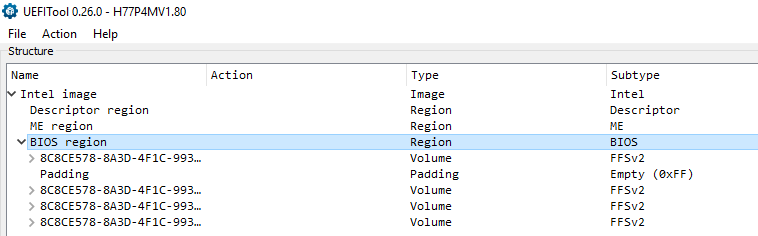 UEFITool 0.26.0 - H77P4MV1.80
File Action Help
Structure
Name Action Type Subtype
Intel image Image Intel
Descriptor region Region Descriptor
ME region Region ME
BIOS region Region BIOS
8C8CE578-8A3D-4F1C-993… Volume FFSv2
Padding Padding Empty (0xFF)
8C8CE578-8A3D-4F1C-993… Volume FFSv2
8C8CE578-8A3D-4F1C-993… Volume FFSv2
8C8CE578-8A3D-4F1C-993… Volume FFSv2